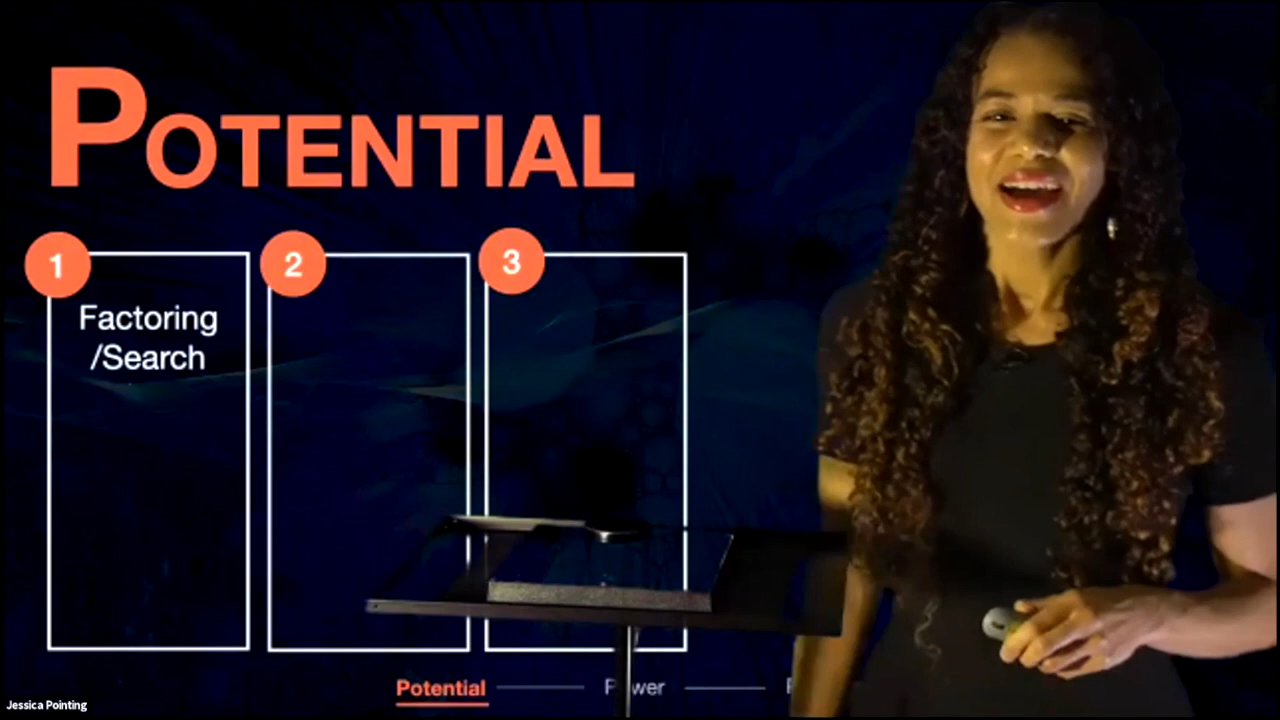 POTENTIAL
1
2
3
Factoring
/Search
Potential
Jessica Pointing